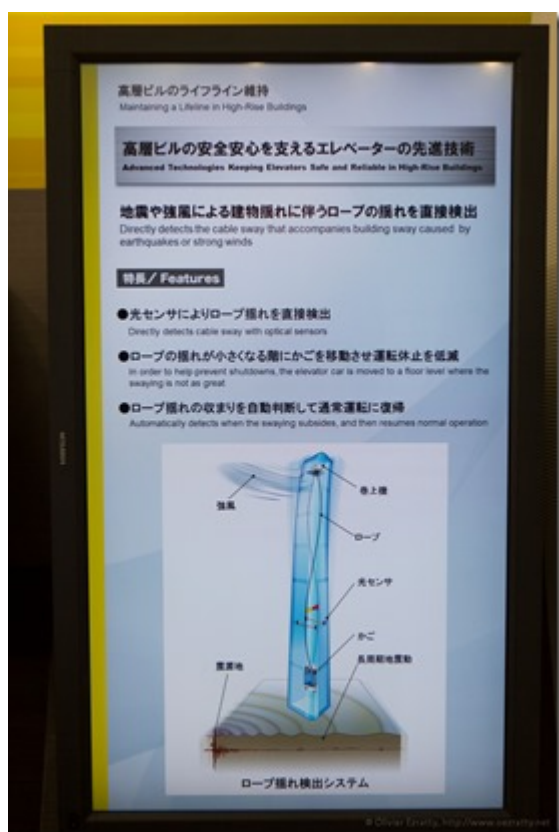 高層ビルのライフライン維持
Maintaining a Lifeline in High-Rise Buildings
高層ビルの安全安心を支えるエレベーターの先進技術
Advanced Technologies Keeping Elevators Safe and Reliable in High-Rise Buildings
地震や強風による建物揺れに伴うロープの揺れを直接検出
Directly detects the cable sway that accompanies building sway caused by
earthquakes or strong winds
特長/Features
●光センサによりロープ揺れを直接検出
Directly detects cable sway with optical sensors
●ロープの揺れが小さくなる階にかごを移動させ運転休止を低減
In order to help prevent shutdowns, the elevator car is moved to a floor level where the
swaying is not as great
●ロープ揺れの収まりを自動判断して通常運転に復帰
Automatically detects when the swaying subsides, and then resumes normal operation
強風
巻上機
ロープ
光センサ
かご
震源地
長周期地震動
ロープ揺れ検出システム
MITSUBISHI
© Olivier Ezratty, http://www.oezratty.net